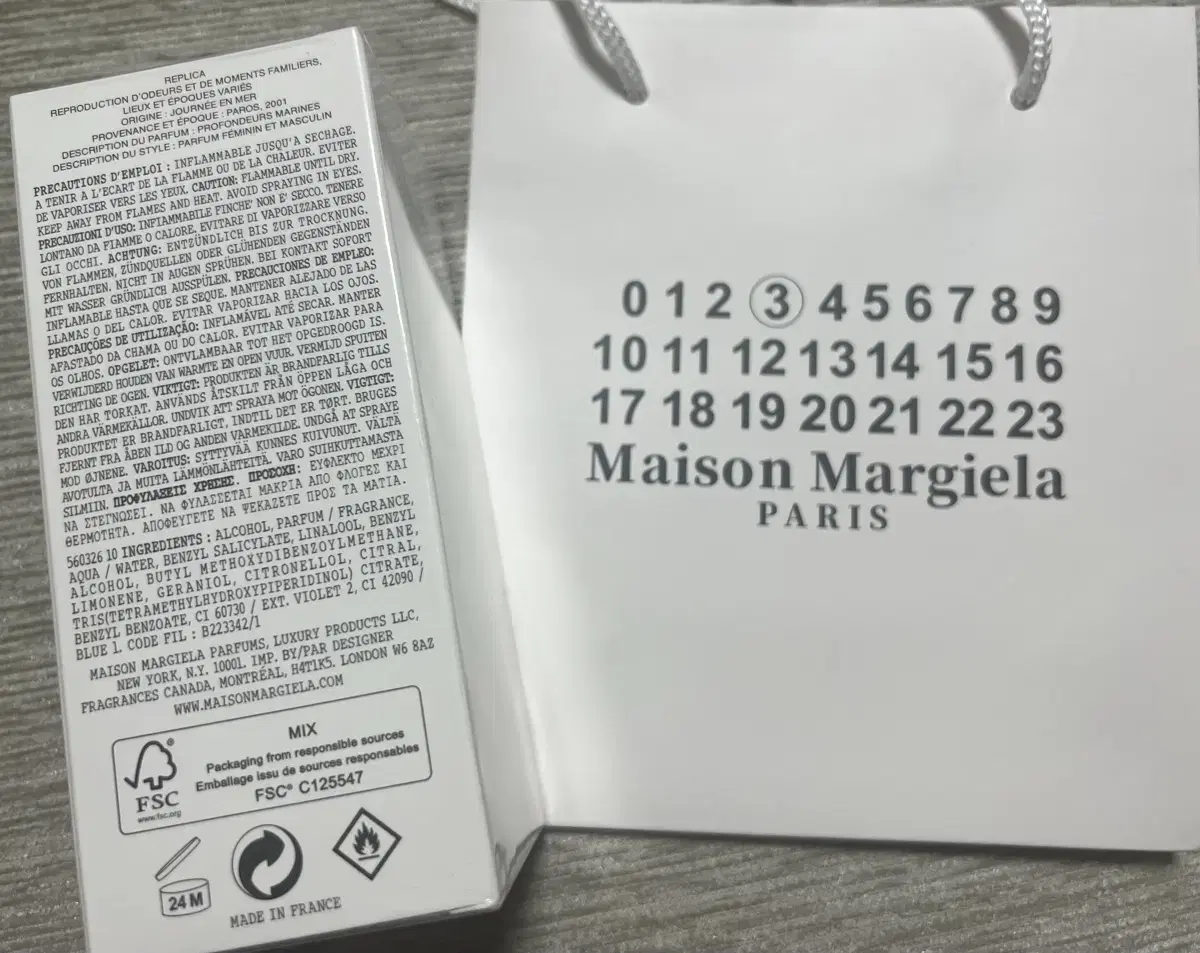 REPLICA
REPRODUCTION D'ODEURS ET DE MOMENTS FAMILIERS,
LIEUX ET ÉPOQUES VARIÉS
ORIGINE : JOURNÉE EN MER
PROVENANCE ET ÉPOQUE : PAROS, 2001
DESCRIPTION DU PARFUM : PROFONDEURS MARINES
DESCRIPTION DU STYLE : PARFUM FÉMININ ET MASCULIN
PRECAUTIONS D'EMPLOI : INFLAMMABLE JUSQU'A SECHAGE.
A TENIR A L'ECART DE LA FLAMME OU DE LA CHALEUR. EVITER
DE VAPORISER VERS LES YEUX. CAUTION: FLAMMABLE UNTIL DRY.
KEEP AWAY FROM FLAMES AND HEAT. AVOID SPRAYING IN EYES.
PRECAUZIONI D'USO: INFIAMMABILE FINCHE' NON E' SECCO. TENERE
LONTANO DA FIAMME O CALORE. EVITARE DI VAPORIZZARE VERSO
GLI OCCHI. ACHTUNG: ENTZÜNDLICH BIS ZUR TROCKNUNG.
VON FLAMMEN, ZÜNDQUELLEN ODER GLÜHENDEN GEGENSTÄNDEN
FERNHALTEN. NICHT IN AUGEN SPRÜHEN. BEI KONTAKT SOFORT
MIT WASSER GRÜNDLICH AUSSPÜLEN. PRECAUCIONES DE EMPLEO:
INFLAMABLE HASTA QUE SE SEQUE. MANTENER ALEJADO DE LAS
LLAMAS O DEL CALOR. EVITAR VAPORIZAR HACIA LOS OJOS.
PRECAUÇÕES DE UTILIZAÇÃO: INFLAMÁVEL ATÉ SECAR. MANTER
AFASTADO DA CHAMA OU DO CALOR. EVITAR VAPORIZAR PARA
OS OLHOS. OPGELET: ONTVLAMBAAR TOT HET OPGEDROOGD IS.
VERWIJDERD HOUDEN VAN WARMTE EN OPEN VUUR. VERMIJD SPUITEN
RICHTING DE OGEN. VIKTIGT: PRODUKTEN ÄR BRANDFARLIG TILLS
DEN HAR TORKAT. ANVÄNDS ÅTSKILT FRÅN ÖPPEN LÅGA OCH
ANDRA VÄRMEKÄLLOR. UNDVIK ATT SPRAYA MOT ÖGONEN. VIGTIGT:
PRODUKTET ER BRANDFARLIGT, INDTIL DET ER TØRT. BRUGES
FJERNT FRA ÅBEN ILD OG ANDEN VARMEKILDE. UNDGÅ AT SPRAYE
MOD ØJNENE. VAROITUS: SYTTYVÄÄ KUNNES KUIVUNUT. VÄLTÄ
AVOTULTA JA MUITA LÄMMÖNLÄHTEITÄ. VARO SUIHKUTTAMASTA
SILMIIN. ΠΡΟΦΥΛΑΞΕΙΣ ΧΡΗΣΗΣ. ΠΡΟΣΟΧΗ: ΕΥΦΛΕΚΤΟ ΜΕΧΡΙ
ΝΑ ΣΤΕΓΝΩΣΕΙ. ΝΑ ΦΥΛΑΣΣΕΤΑΙ ΜΑΚΡΙΑ ΑΠΟ ΦΛΟΓΕΣ ΚΑΙ
ΘΕΡΜΟΤΗΤΑ. ΑΠΟΦΕΥΓΕΤΕ ΝΑ ΨΕΚΑΖΕΤΕ ΠΡΟΣ ΤΑ ΜΑΤΙΑ.
560326 10 INGREDIENTS : ALCOHOL, PARFUM / FRAGRANCE,
AQUA / WATER, BENZYL SALICYLATE, LINALOOL, BENZYL
ALCOHOL, BUTYL METHOXYDIBENZOYLMETHANE,
LIMONENE, GERANIOL, CITRONELLOL, CITRAL,
TRIS(TETRAMETHYLHYDROXYPIPERIDINOL) CITRATE,
BENZYL BENZOATE, CI 60730 / EXT. VIOLET 2, CI 42090 /
BLUE 1. CODE FIL : B223342/1
MAISON MARGIELA PARFUMS, LUXURY PRODUCTS LLC,
NEW YORK, N.Y. 10001. IMP. BY/PAR DESIGNER
FRAGRANCES CANADA, MONTRÉAL, H4T1K5. LONDON W6 8AZ
WWW.MAISONMARGIELA.COM
MIX
Packaging from responsible sources
Emballage issu de sources responsables
FSC® C125547
FSC
www.fsc.org
24 M
MADE IN FRANCE
0 1 2 3 4 5 6 7 8 9
10 11 12 13 14 15 16
17 18 19 20 21 22 23
Maison Margiela
PARIS